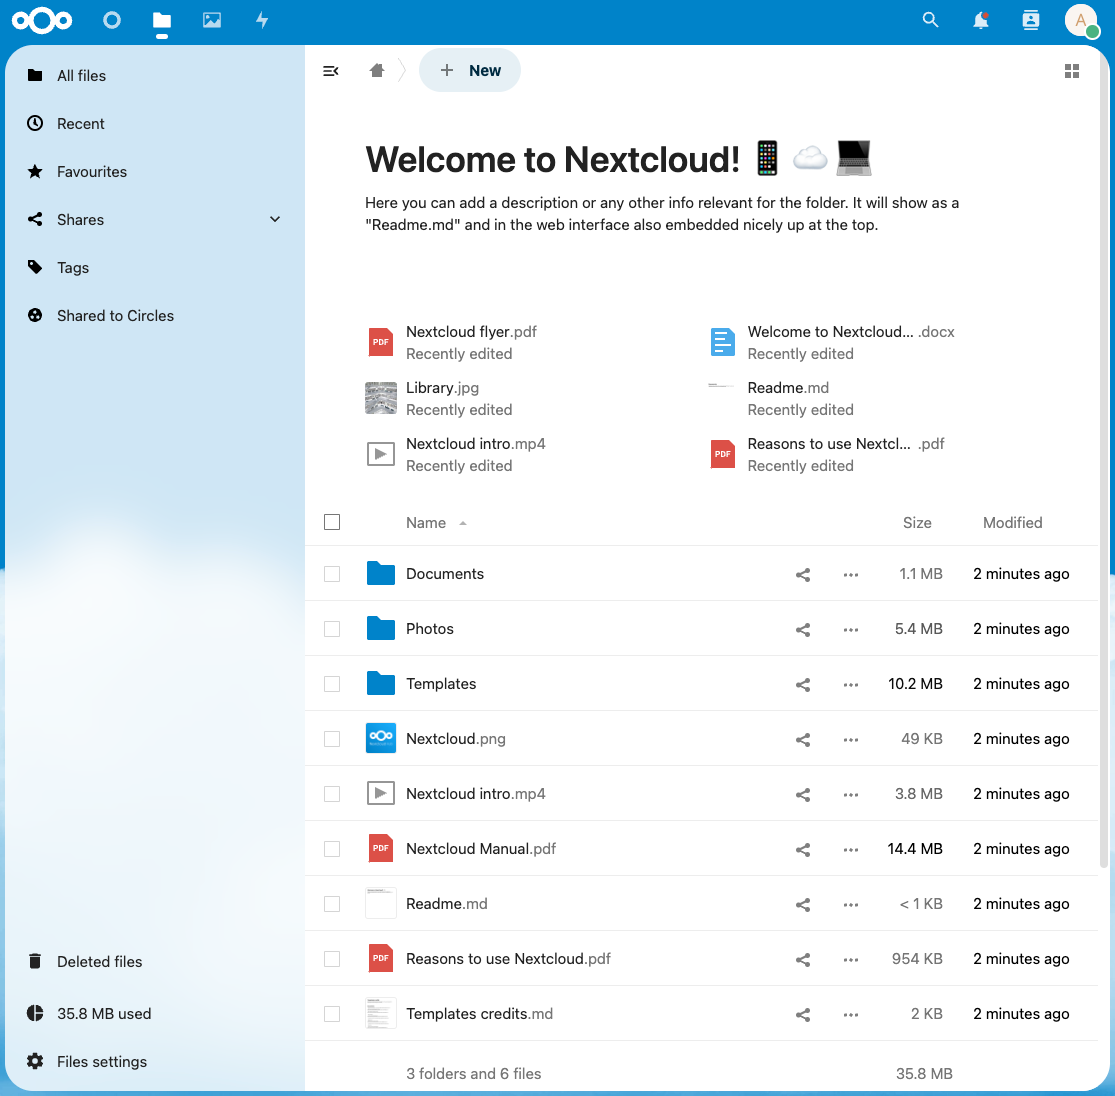 A
All files
Recent
Favourites
Shares
Tags
Shared to Circles
Deleted files
35.8 MB used
Files settings
+ New
Welcome to Nextcloud! 📱 ☁️ 💻
Here you can add a description or any other info relevant for the folder. It will show as a
"Readme.md" and in the web interface also embedded nicely up at the top.
PDF Nextcloud flyer.pdf
Recently edited
Welcome to Nextcloud... .docx
Recently edited
Library.jpg
Recently edited
Readme.md
Recently edited
Nextcloud intro.mp4
Recently edited
PDF Reasons to use Nextcl... .pdf
Recently edited
Name Size Modified
Documents 1.1 MB 2 minutes ago
Photos 5.4 MB 2 minutes ago
Templates 10.2 MB 2 minutes ago
Nextcloud.png 49 KB 2 minutes ago
Nextcloud intro.mp4 3.8 MB 2 minutes ago
PDF Nextcloud Manual.pdf 14.4 MB 2 minutes ago
Readme.md < 1 KB 2 minutes ago
PDF Reasons to use Nextcloud.pdf 954 KB 2 minutes ago
Templates credits.md 2 KB 2 minutes ago
3 folders and 6 files 35.8 MB